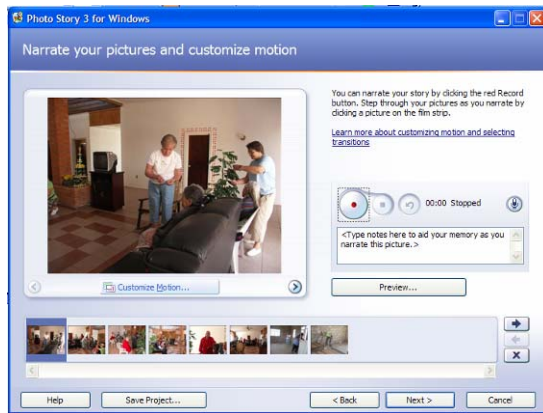 Photo Story 3 for Windows
Narrate your pictures and customize motion
You can narrate your story by clicking the red Record
button. Step through your pictures as you narrate by
clicking a picture on the film strip.
Learn more about customizing motion and selecting
transitions
00:00 Stopped
<Type notes here to aid your memory as you
narrate this picture.>
Customize Motion...
Preview...
Help
Save Project...
< Back
Next >
Cancel